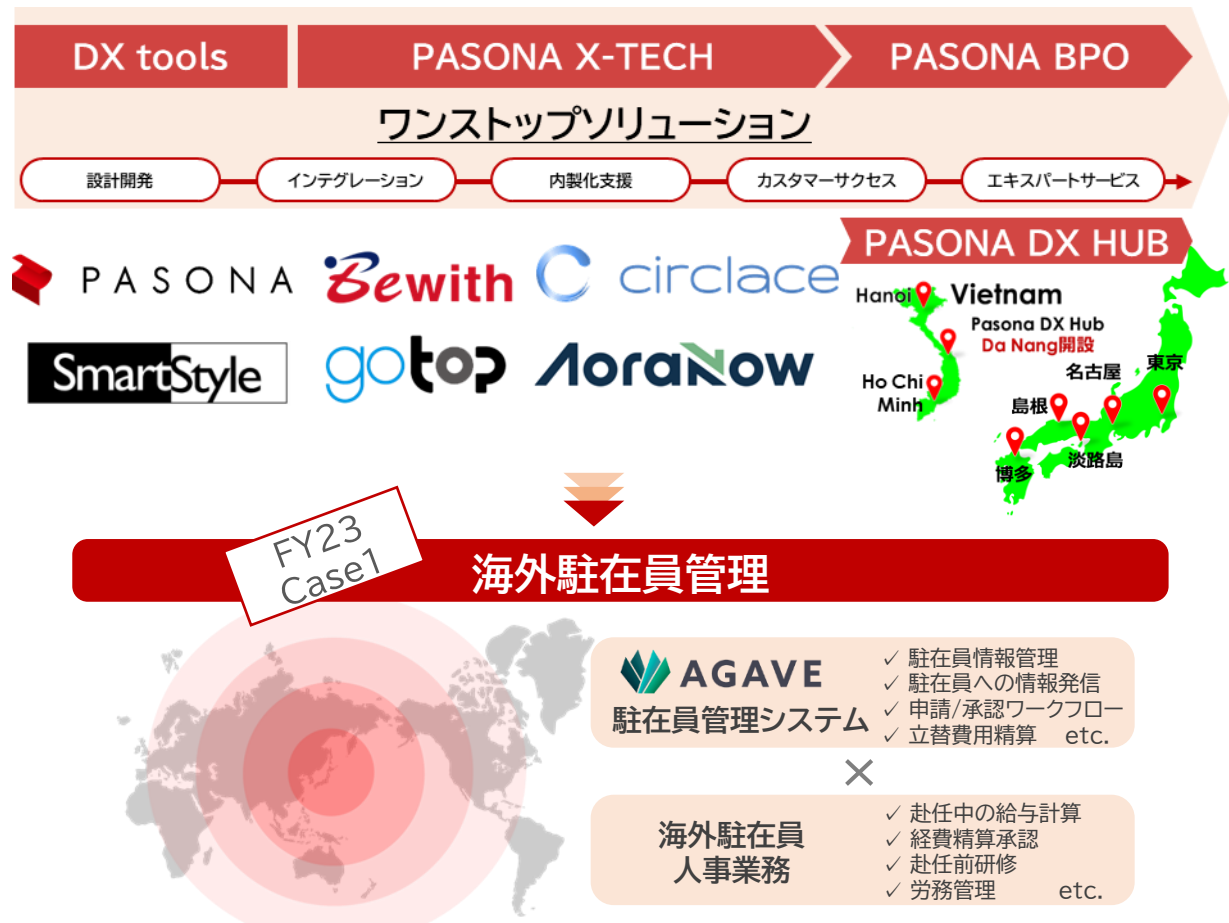 DX tools
PASONA X-TECH
PASONA BPO
ワンストップソリューション
設計開発
インテグレーション
内製化支援
カスタマーサクセス
エキスパートサービス
PASONA
Bewith
circlace
SmartStyle
gotop
AoraNow
PASONA DX HUB
Hanoi
Vietnam
Pasona DX Hub
Da Nang開設
Ho Chi
Minh
東京
名古屋
島根
淡路島
博多
FY23
Case1
海外駐在員管理
AGAVE
駐在員管理システム
✓ 駐在員情報管理
✓ 駐在員への情報発信
✓ 申請/承認ワークフロー
✓ 立替費用精算 etc.
×
海外駐在員
人事業務
✓ 赴任中の給与計算
✓ 経費精算承認
✓ 赴任前研修
✓ 労務管理 etc.